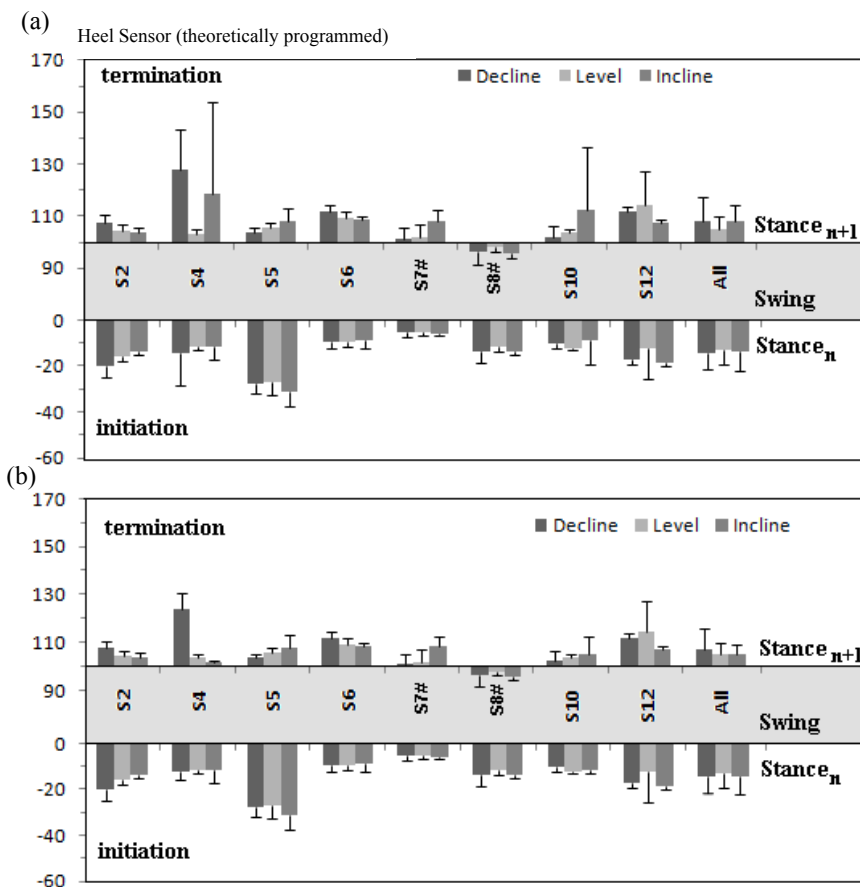 (a)
Heel Sensor (theoretically programmed)
170
termination
Decline Level Incline
150
130
110
Stance n+1
90
S2 S4 S5 S6 S7# S8# S10 S12 All
Swing
0
Stance n
-20
-40
initiation
-60
(b)
170
termination
Decline Level Incline
150
130
110
Stance n+1
90
S2 S4 S5 S6 S7# S8# S10 S12 All
Swing
0
Stance n
-20
-40
initiation
-60